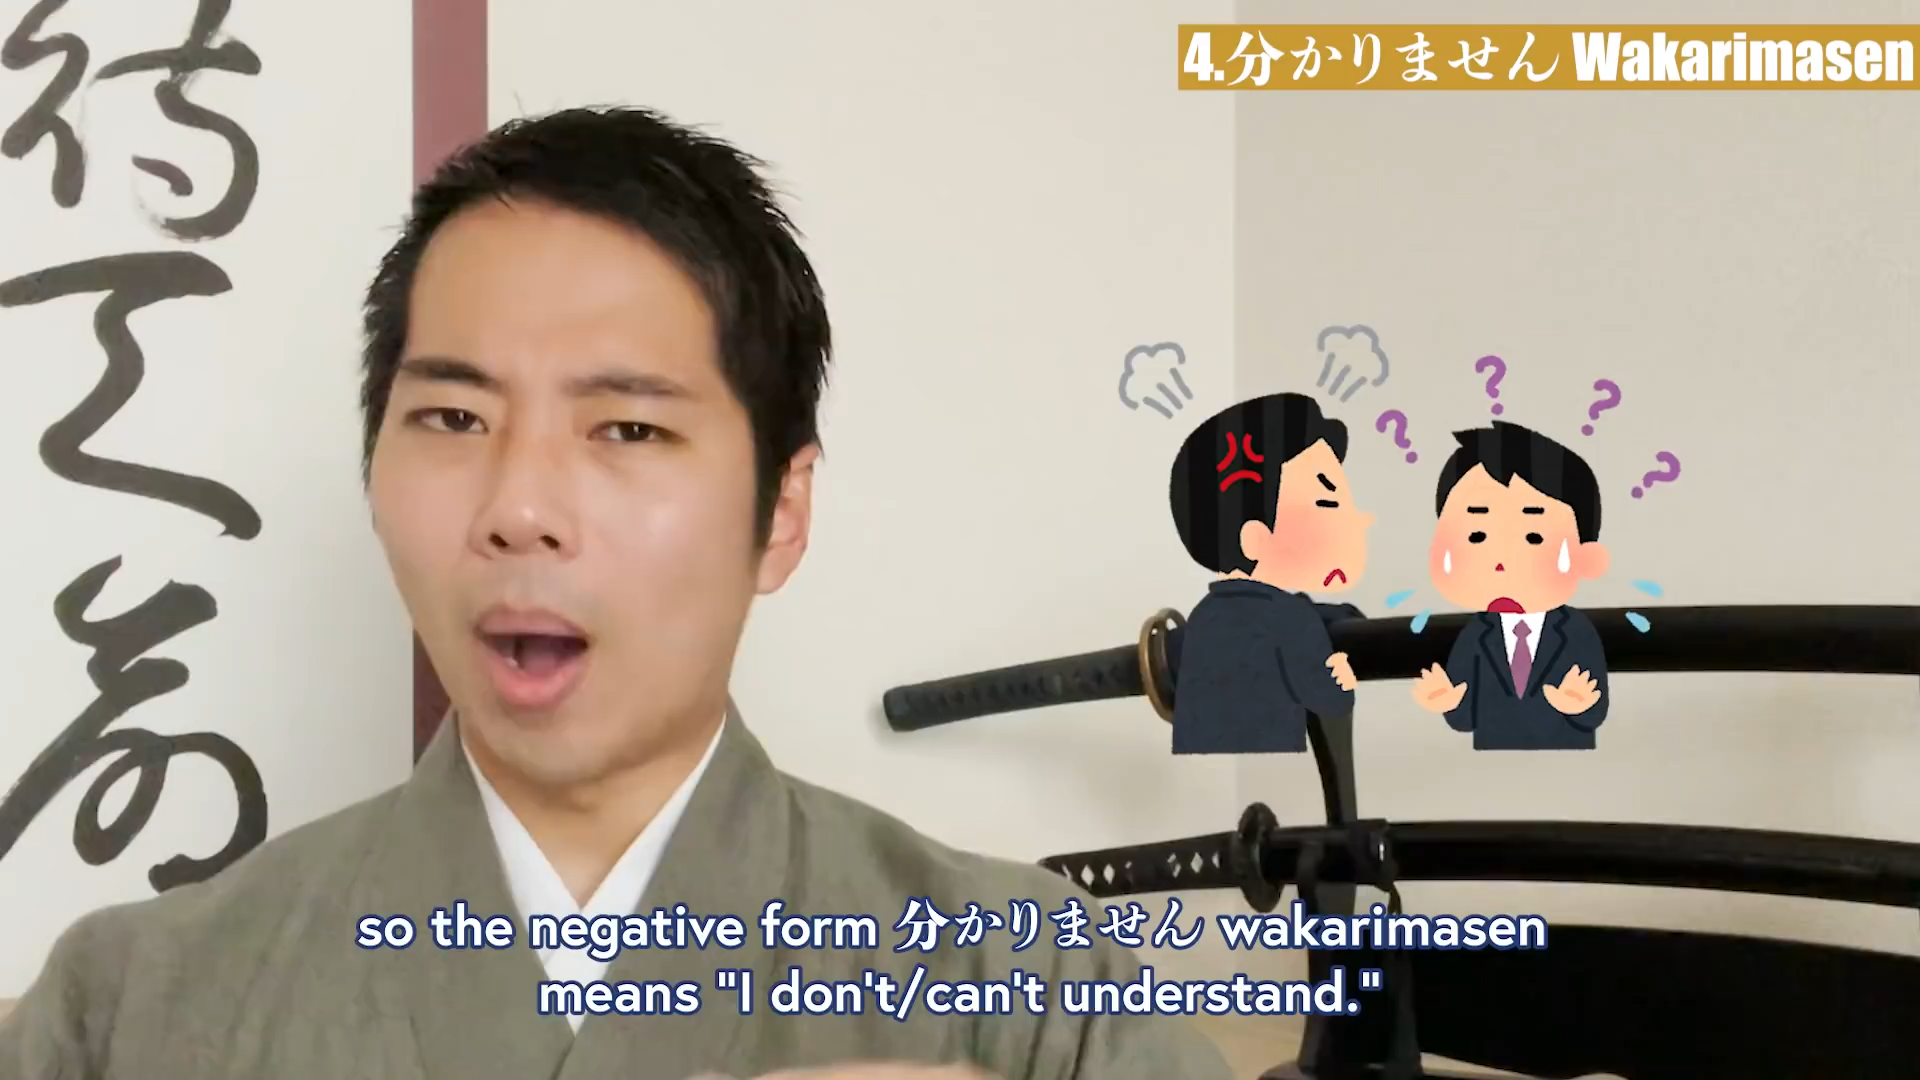 4.分かりません Wakarimasen
so the negative form 分かりません wakarimasen
means "I don't/can't understand."